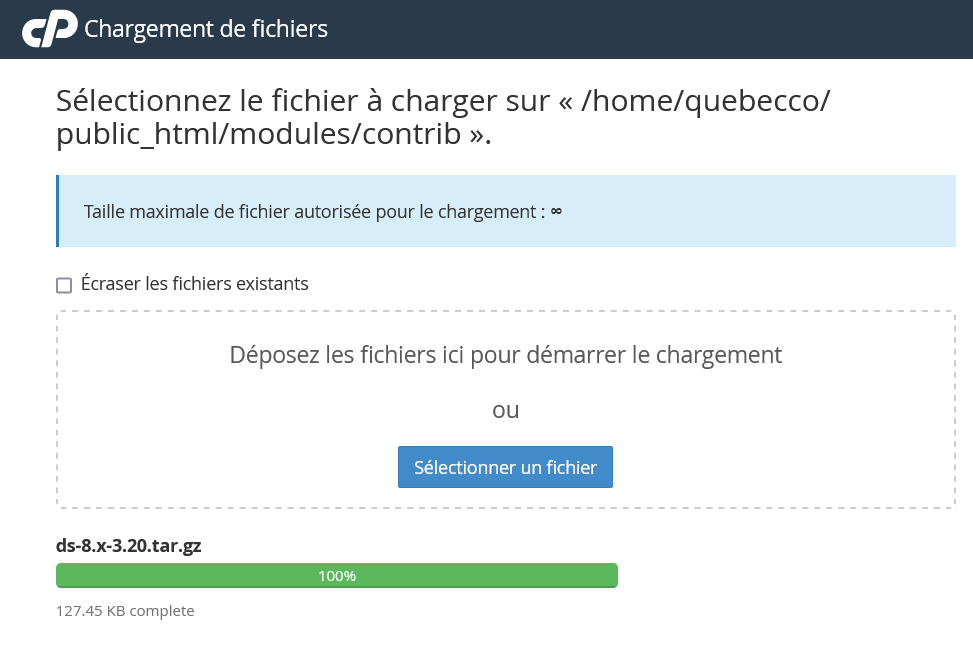 cP Chargement de fichiers
Sélectionnez le fichier à charger sur « /home/quebecco/
public_html/modules/contrib ».
Taille maximale de fichier autorisée pour le chargement : ∞
Écraser les fichiers existants
Déposez les fichiers ici pour démarrer le chargement
ou
Sélectionner un fichier
ds-8.x-3.20.tar.gz
100%
127.45 KB complete